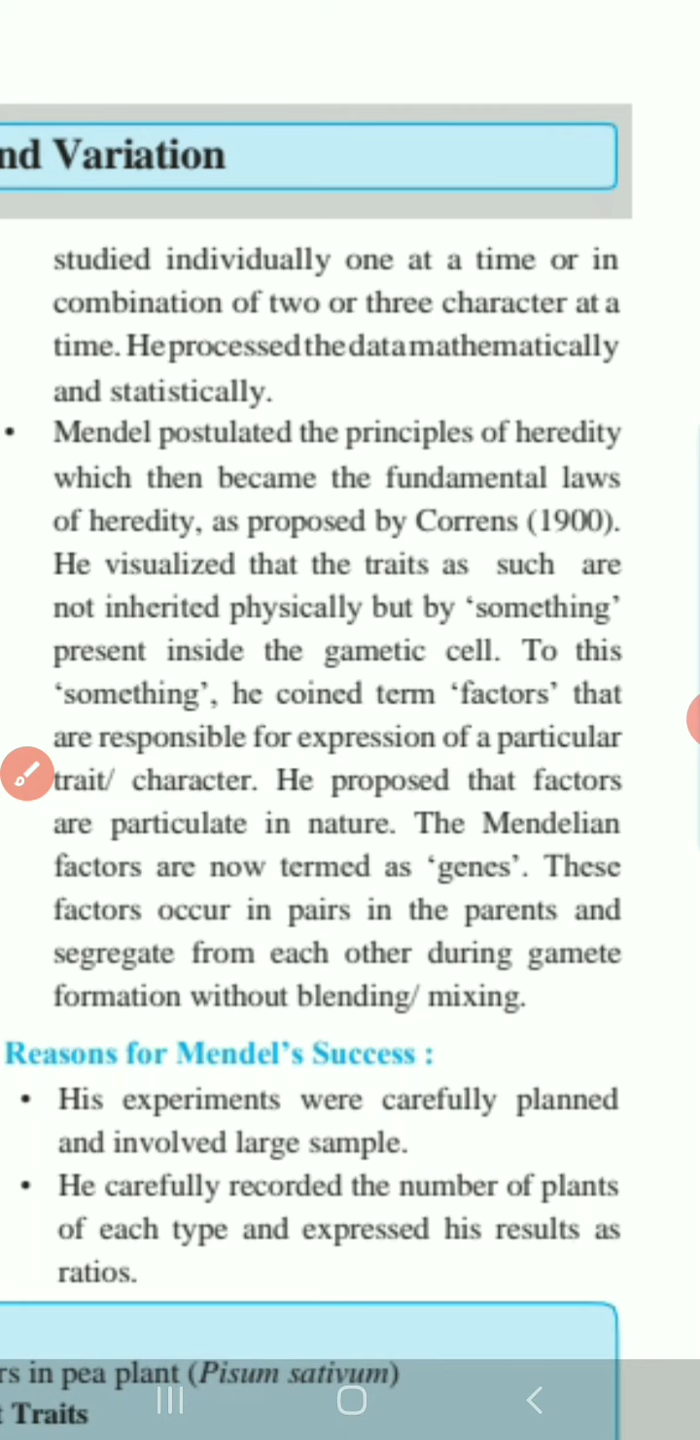 nd Variation
studied individually one at a time or in
combination of two or three character at a
time. He processed the data mathematically
and statistically.
• Mendel postulated the principles of heredity
which then became the fundamental laws
of heredity, as proposed by Correns (1900).
He visualized that the traits as such are
not inherited physically but by ‘something’
present inside the gametic cell. To this
‘something’, he coined term ‘factors’ that
are responsible for expression of a particular
trait/ character. He proposed that factors
are particulate in nature. The Mendelian
factors are now termed as ‘genes’. These
factors occur in pairs in the parents and
segregate from each other during gamete
formation without blending/ mixing.
Reasons for Mendel’s Success :
• His experiments were carefully planned
and involved large sample.
• He carefully recorded the number of plants
of each type and expressed his results as
ratios.
rs in pea plant (Pisum sativum)
t Traits